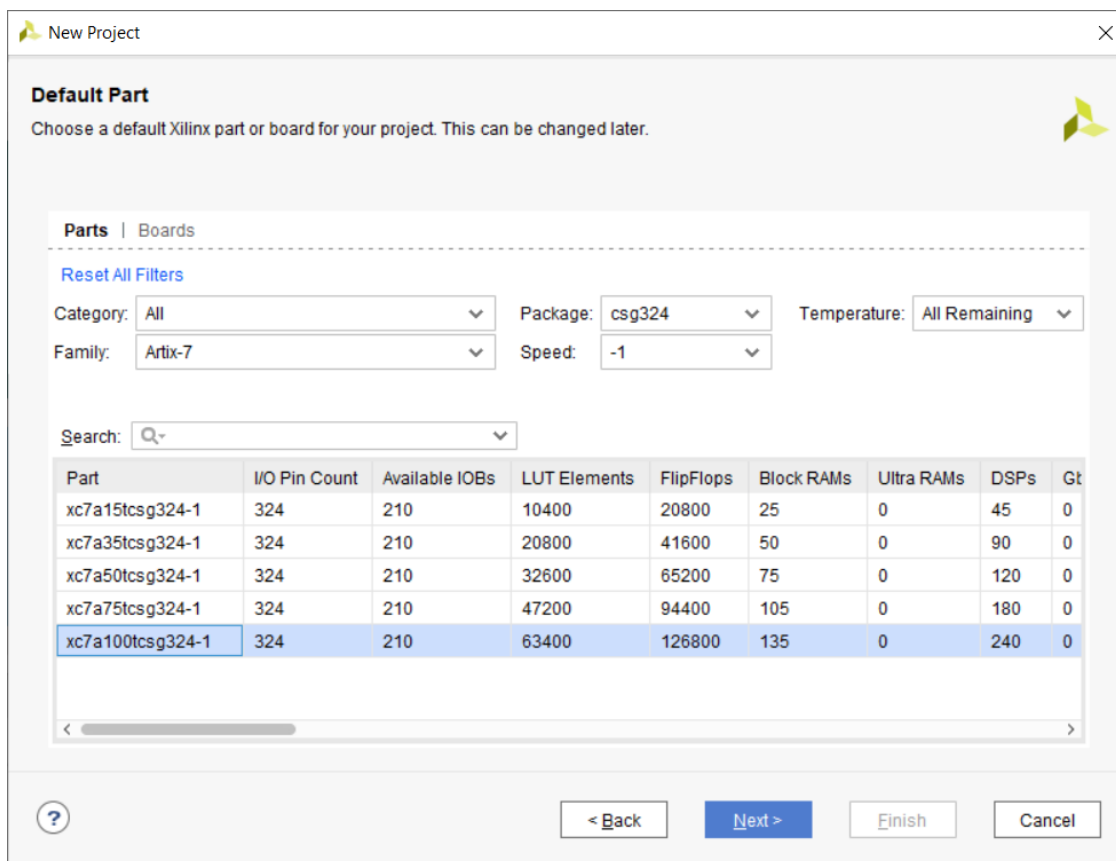 New Project
Default Part
Choose a default Xilinx part or board for your project. This can be changed later.
Parts | Boards
Reset All Filters
Category: All Package: csg324 Temperature: All Remaining
Family: Artix-7 Speed: -1
Search:
Part I/O Pin Count Available IOBs LUT Elements FlipFlops Block RAMs Ultra RAMs DSPs
xc7a15tcsg324-1 324 210 10400 20800 25 0 45 0
xc7a35tcsg324-1 324 210 20800 41600 50 0 90 0
xc7a50tcsg324-1 324 210 32600 65200 75 0 120 0
xc7a75tcsg324-1 324 210 47200 94400 105 0 180 0
xc7a100tcsg324-1 324 210 63400 126800 135 0 240 0
? < Back Next > Finish Cancel